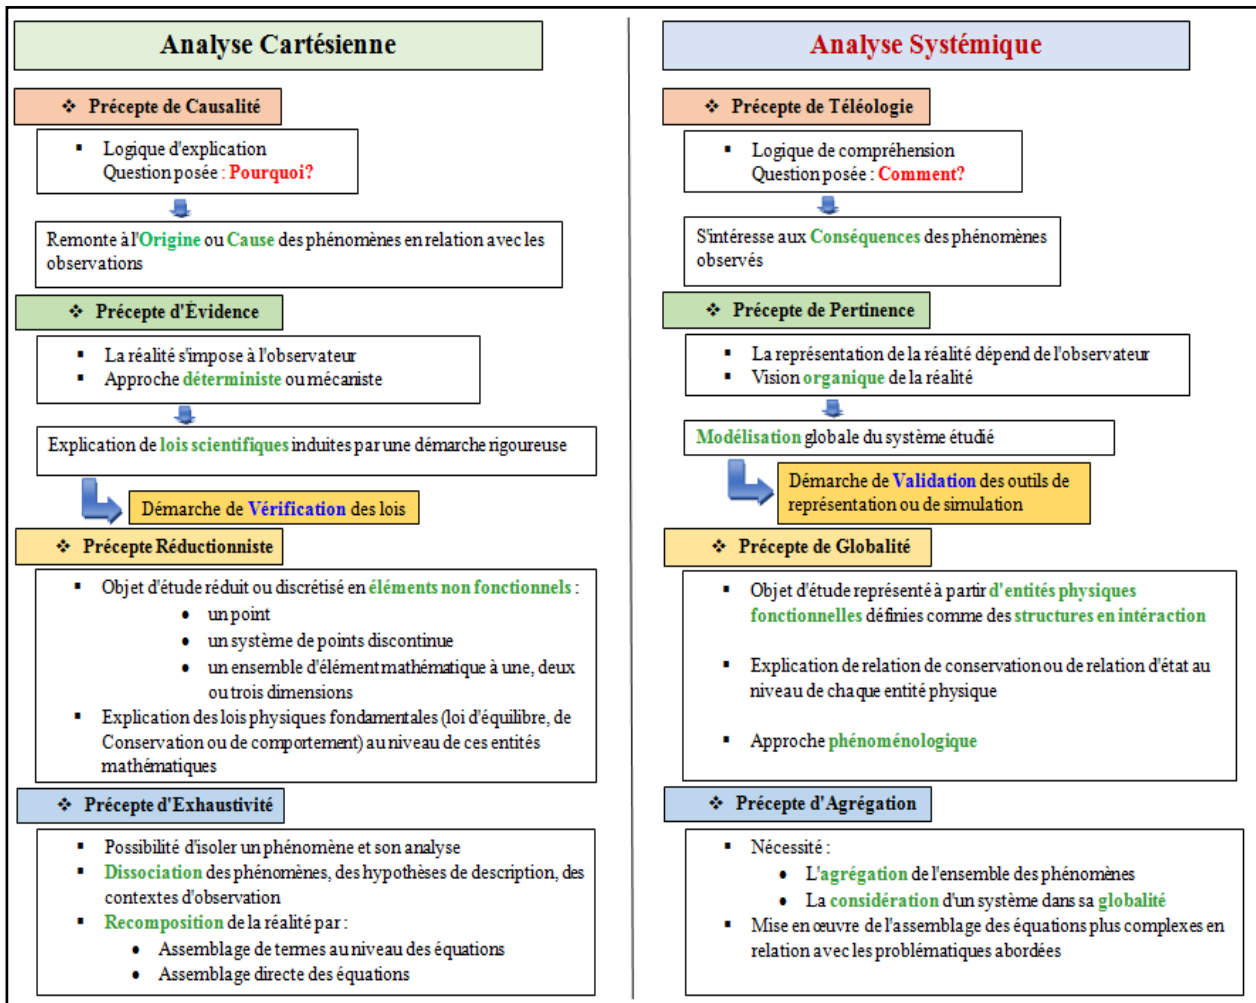 Analyse Cartésienne
❖ Précepte de Causalité
▪ Logique d'explication
Question posée : Pourquoi?
Remonte à l'Origine ou Cause des phénomènes en relation avec les
observations
❖ Précepte d'Évidence
▪ La réalité s'impose à l'observateur
▪ Approche déterministe ou mécaniste
Explication de lois scientifiques induites par une démarche rigoureuse
Démarche de Vérification des lois
❖ Précepte Réductionniste
▪ Objet d'étude réduit ou discrétisé en éléments non fonctionnels :
• un point
• un système de points discontinue
• un ensemble d'élément mathématique à une, deux
ou trois dimensions
▪ Explication des lois physiques fondamentales (loi d'équilibre, de
Conservation ou de comportement) au niveau de ces entités
mathématiques
❖ Précepte d'Exhaustivité
▪ Possibilité d'isoler un phénomène et son analyse
▪ Dissociation des phénomènes, des hypothèses de description, des
contextes d'observation
▪ Recomposition de la réalité par :
• Assemblage de termes au niveau des équations
• Assemblage directe des équations
Analyse Systémique
❖ Précepte de Téléologie
▪ Logique de compréhension
Question posée : Comment?
S'intéresse aux Conséquences des phénomènes
observés
❖ Précepte de Pertinence
▪ La représentation de la réalité dépend de l'observateur
▪ Vision organique de la réalité
Modélisation globale du système étudié
Démarche de Validation des outils de
représentation ou de simulation
❖ Précepte de Globalité
▪ Objet d'étude représenté à partir d'entités physiques
fonctionnelles définies comme des structures en intéraction
▪ Explication de relation de conservation ou de relation d'état au
niveau de chaque entité physique
▪ Approche phénoménologique
❖ Précepte d'Agrégation
▪ Nécessité :
• L'agrégation de l'ensemble des phénomènes
• La considération d'un système dans sa globalité
▪ Mise en œuvre de l'assemblage des équations plus complexes en
relation avec les problématiques abordées